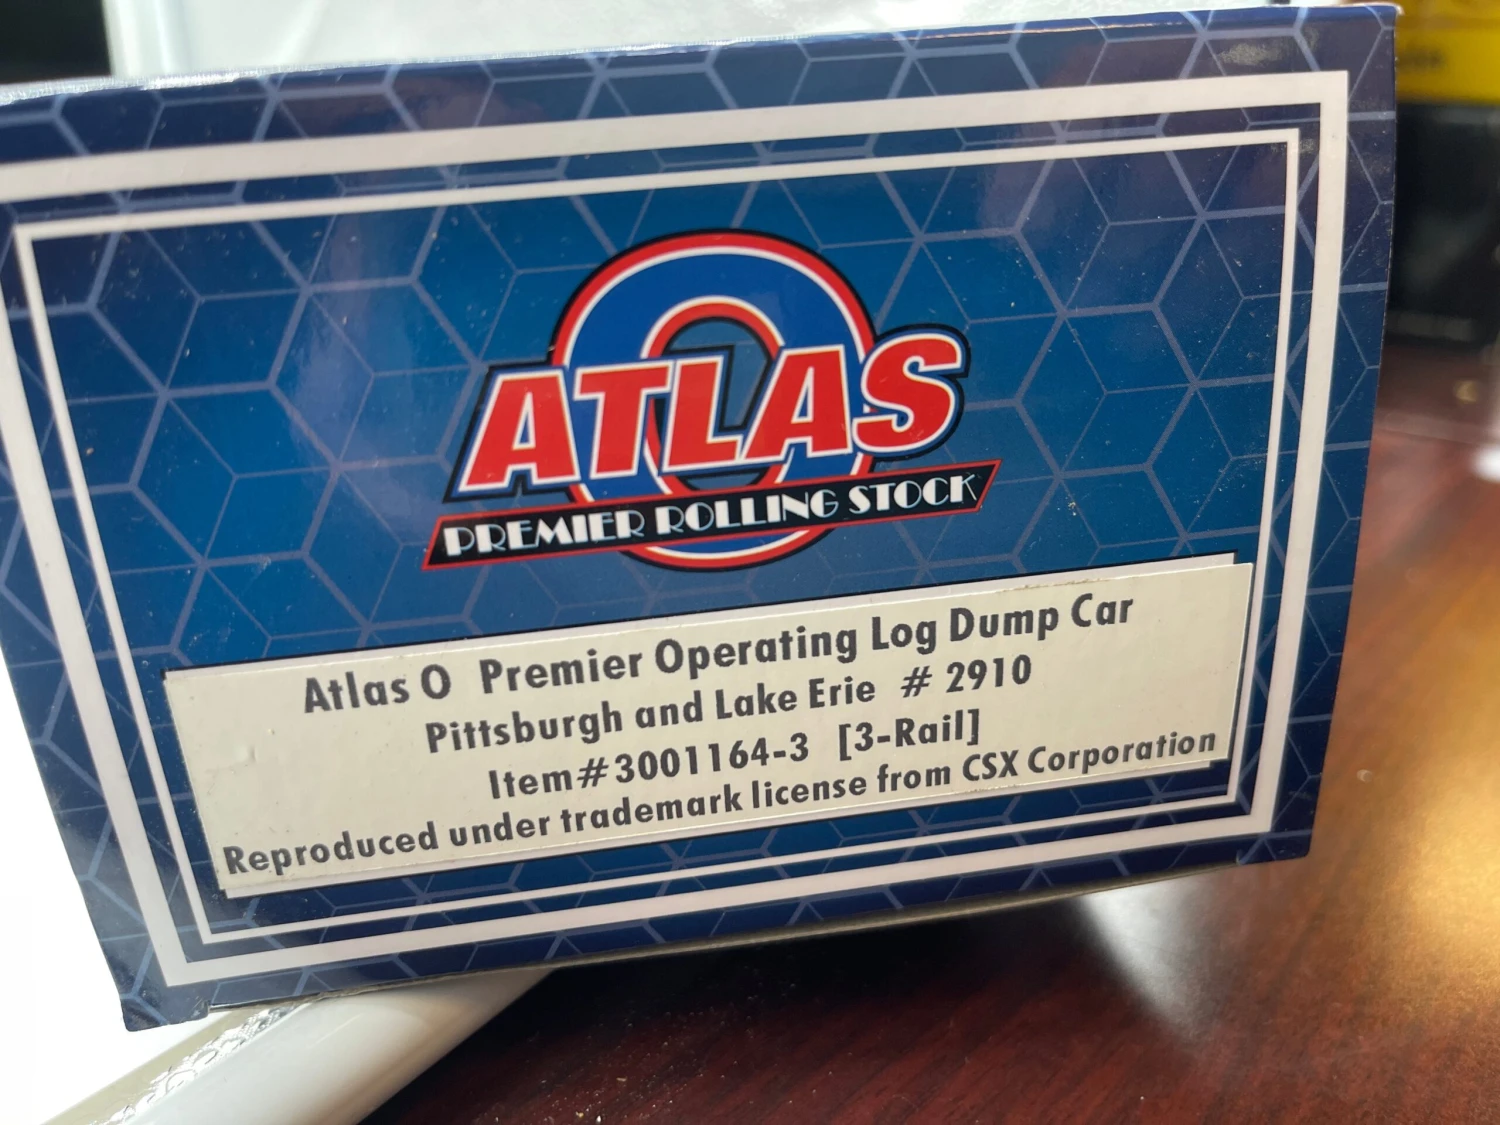 ATLAS
O
PREMIER ROLLING STOCK
Atlas O Premier Operating Log Dump Car
Pittsburgh and Lake Erie # 2910
Item#3001164-3 [3-Rail]
Reproduced under trademark license from CSX Corporation